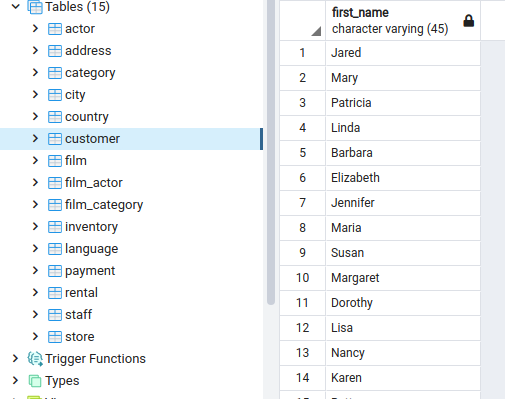 Tables (15)
actor
address
category
city
country
customer
film
film_actor
film_category
inventory
language
payment
rental
staff
store
Trigger Functions
Types
first_name
character varying (45)
1 Jared
2 Mary
3 Patricia
4 Linda
5 Barbara
6 Elizabeth
7 Jennifer
8 Maria
9 Susan
10 Margaret
11 Dorothy
12 Lisa
13 Nancy
14 Karen